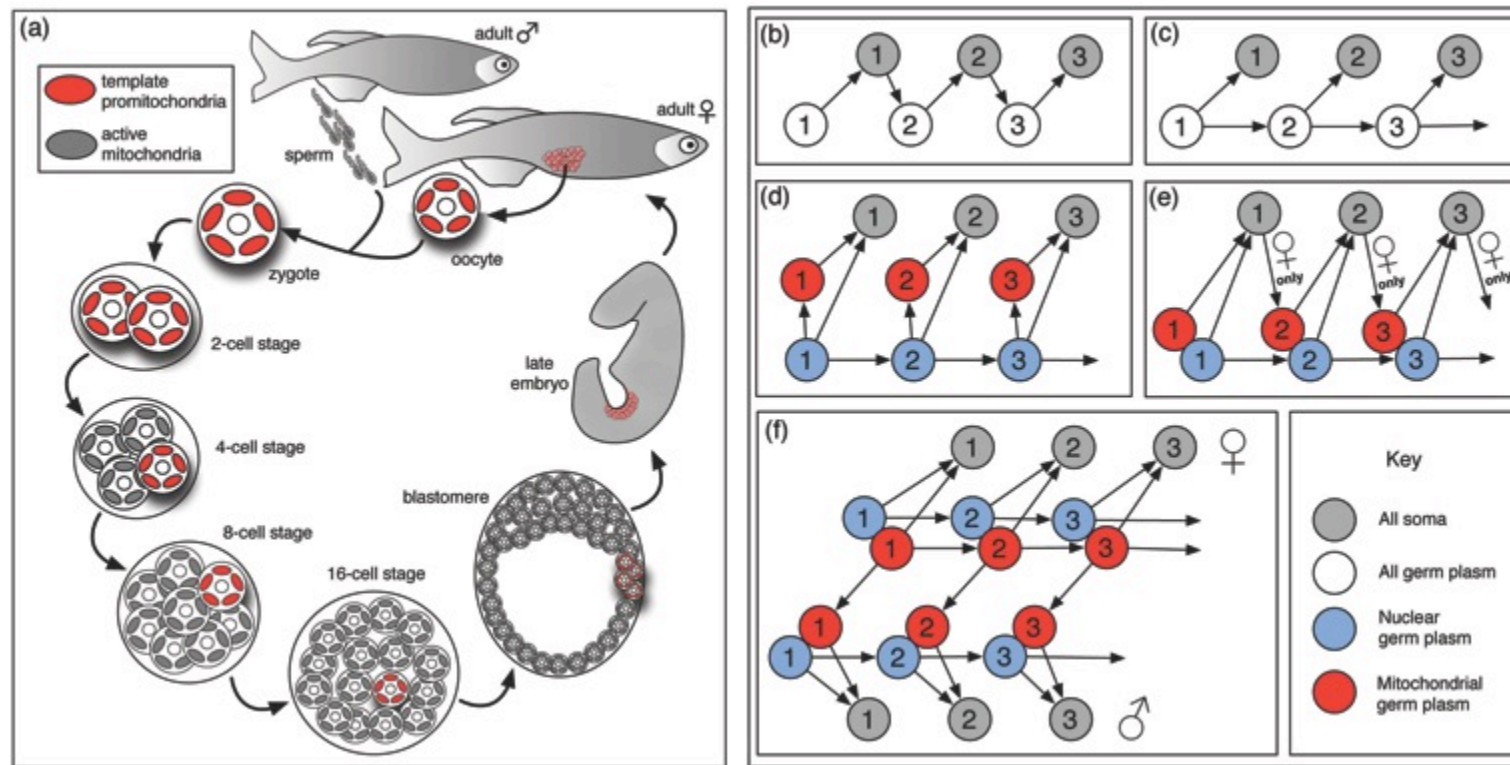 (a)
adult ♂
template
promitochondria
active
mitochondria
adult ♀
sperm
oocyte
zygote
2-cell stage
4-cell stage
8-cell stage
16-cell stage
blastomere
late
embryo
(b)
1 2 3
1 2 3
(c)
1 2 3
1 2 3
(d)
1 2 3
1 2 3
1 2 3
(e)
1 2 3
♀ only ♀ only ♀ only
1 2 3
1 2 3
(f)
1 2 3 ♀
1 2 3
1 2 3
1 2 3
1 2 3
1 2 3 ♂
Key
All soma
All germ plasm
Nuclear
germ plasm
Mitochondrial
germ plasm